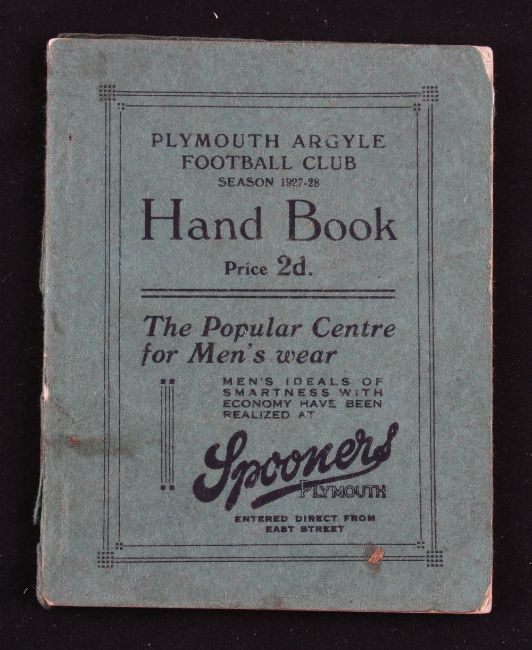 PLYMOUTH ARGYLE
FOOTBALL CLUB
SEASON 1927-28
Hand Book
Price 2d.
The Popular Centre
for Men's wear
MEN'S IDEALS OF
SMARTNESS WITH
ECONOMY HAVE BEEN
REALIZED AT
Spooners
PLYMOUTH
ENTERED DIRECT FROM
EAST STREET